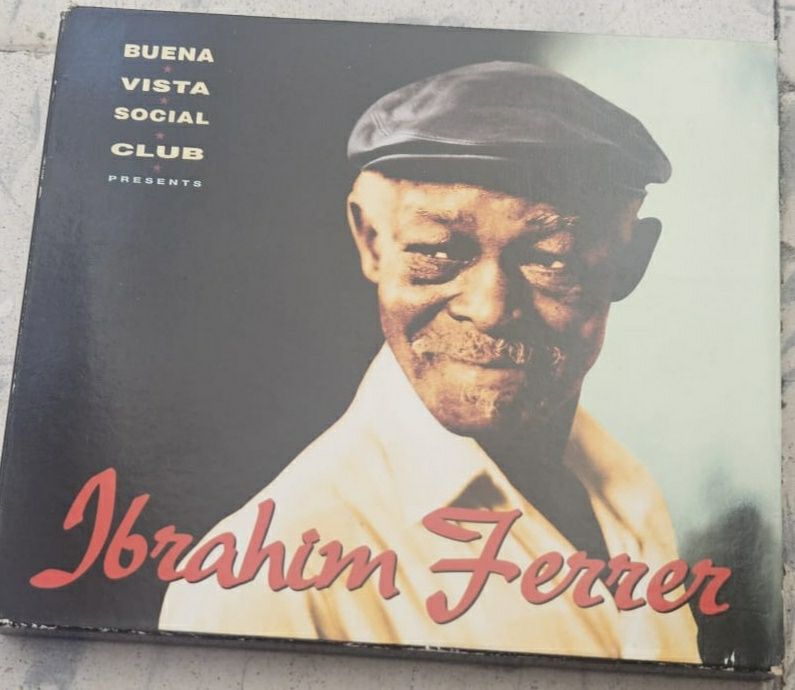 BUENA
VISTA
SOCIAL
CLUB
PRESENTS
Ibrahim Ferrer